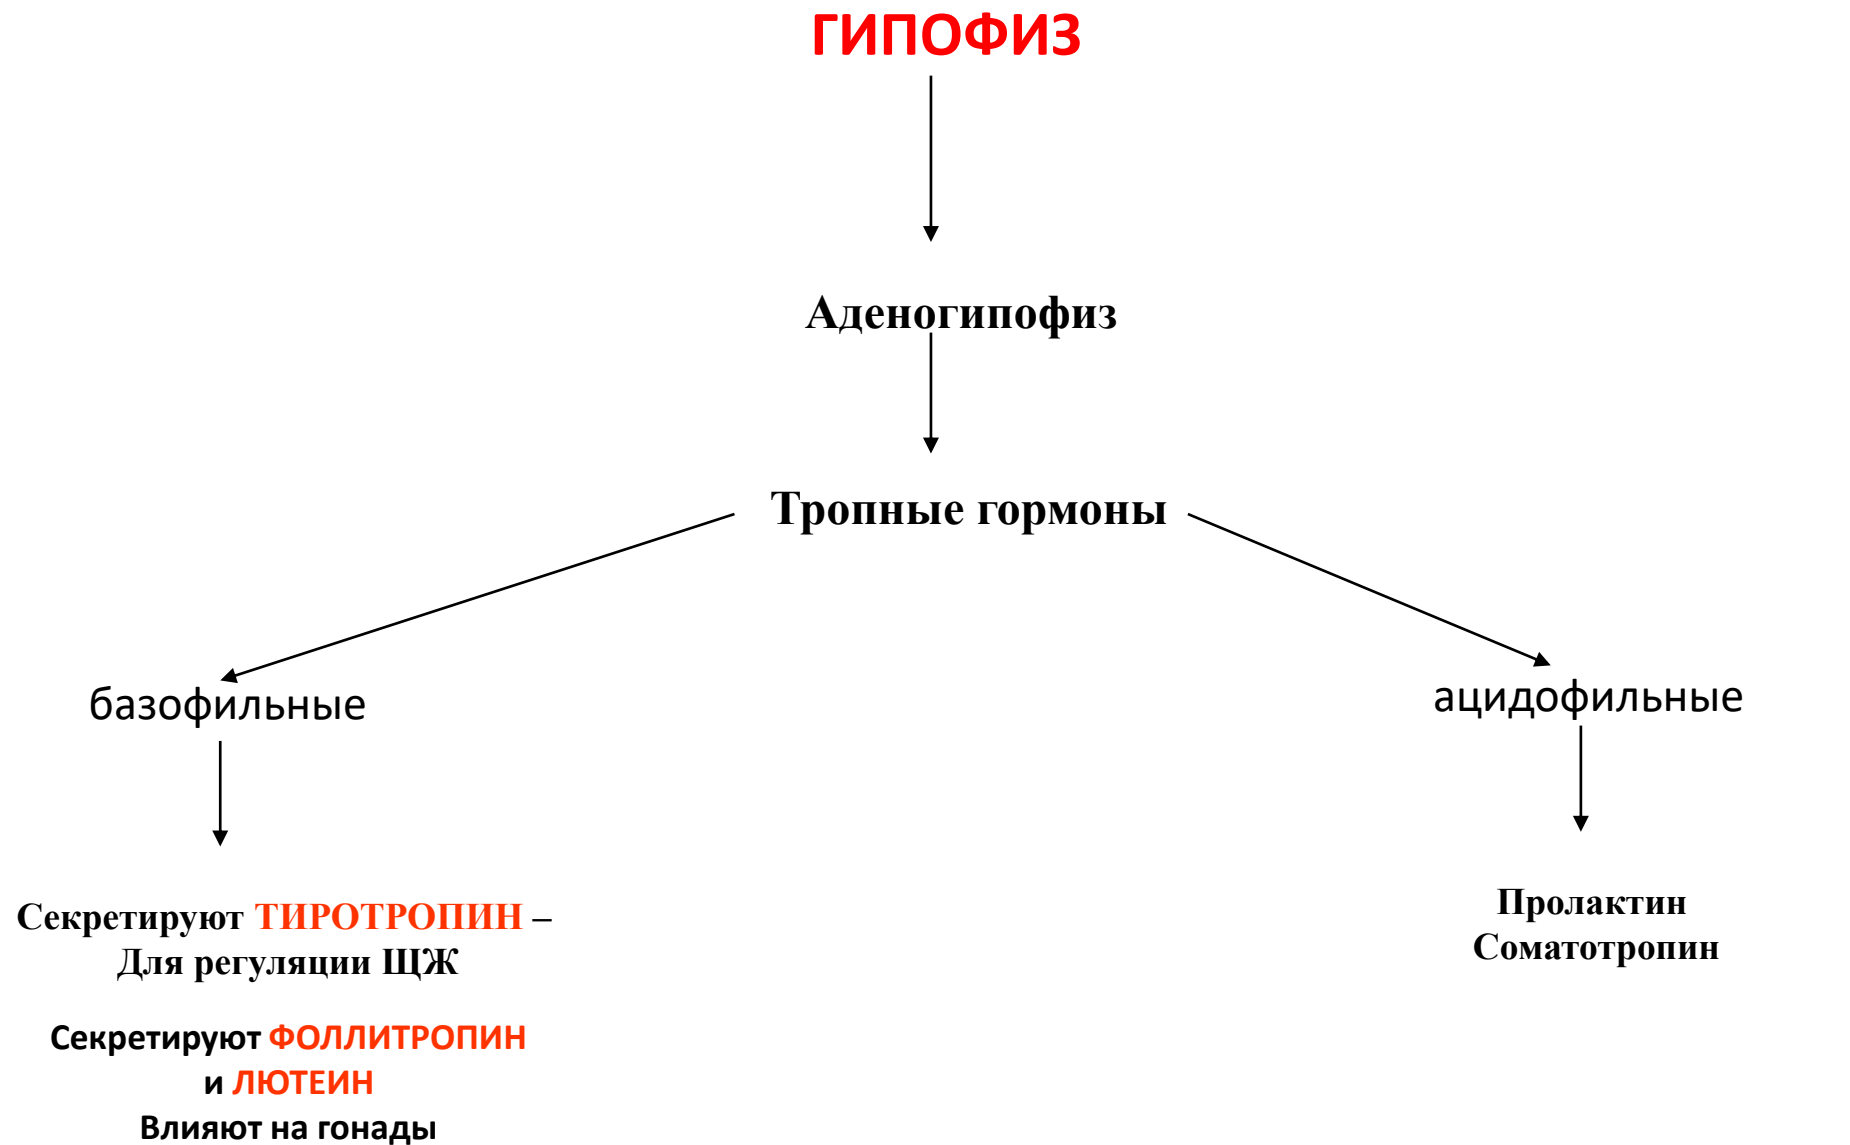 ГИПОФИЗ
Аденогипофиз
Тропные гормоны
базофильные
ацидофильные
Секретируют ТИРОТРОПИН –
Для регуляции ЩЖ
Секретируют ФОЛЛИТРОПИН
и ЛЮТЕИН
Влияют на гонады
Пролактин
Соматотропин